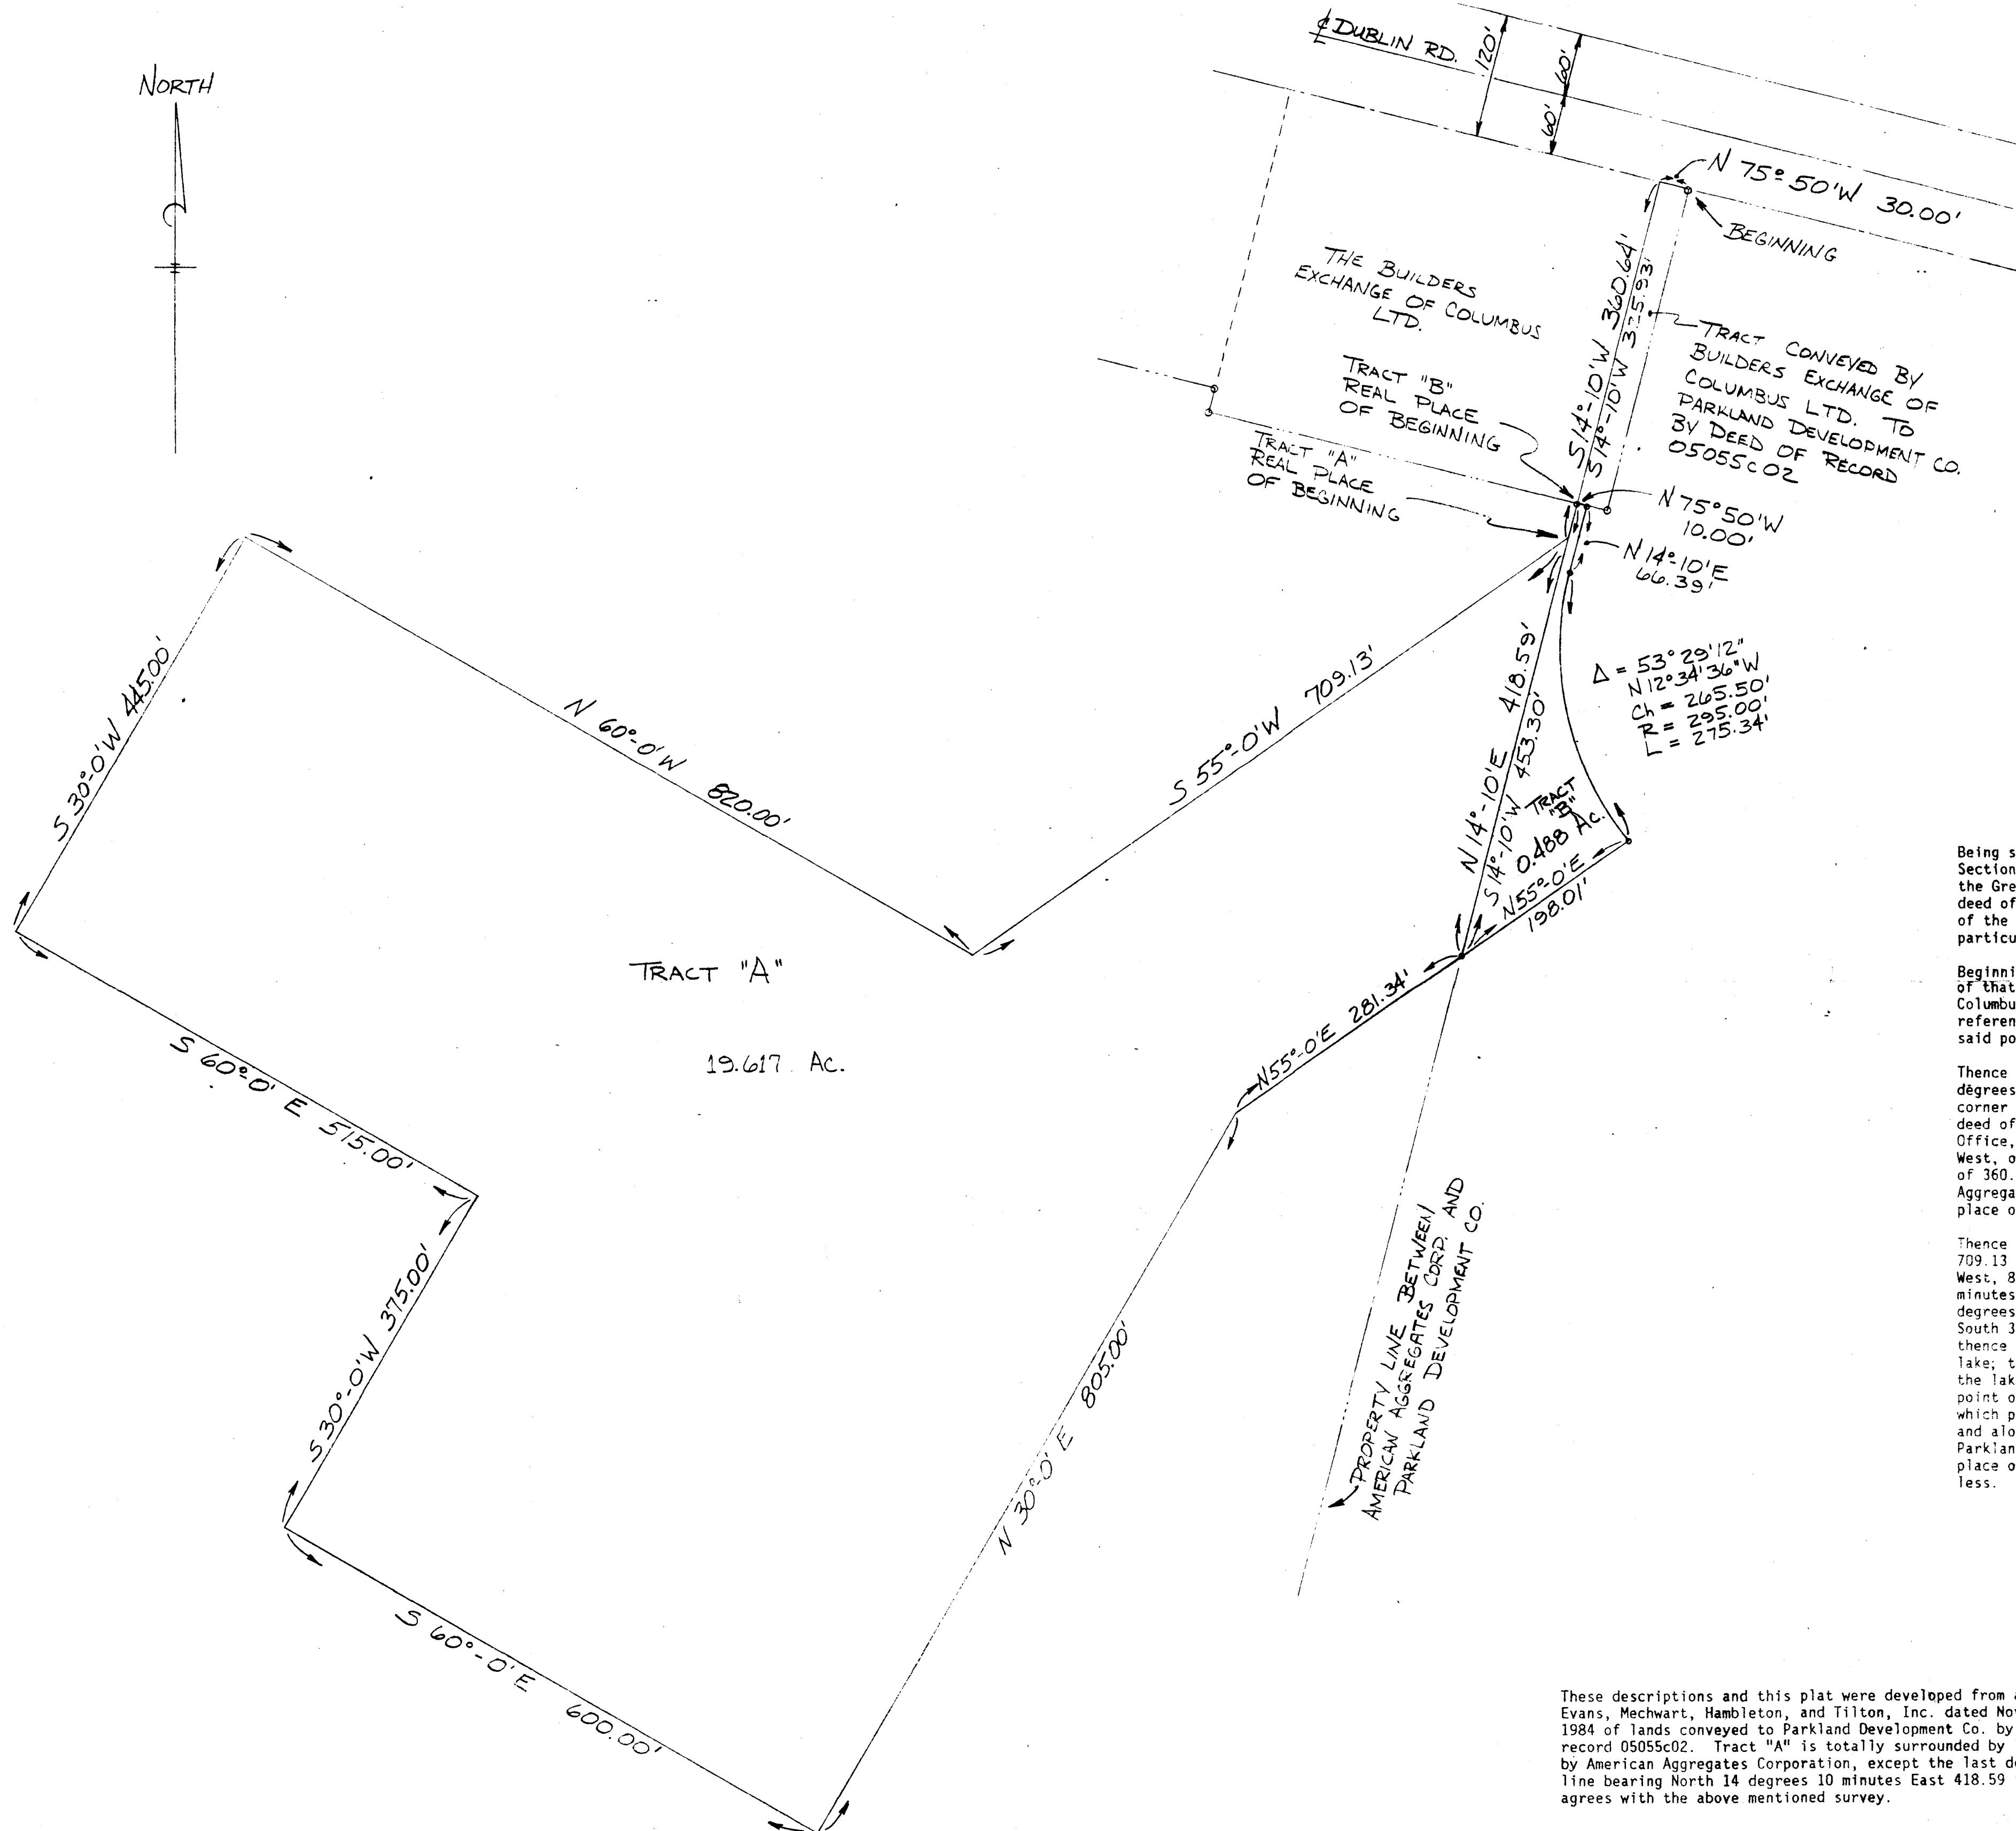 NORTH
℄ DUBLIN RD.
120'
60'
60'
N 75° 50'W 30.00'
BEGINNING
THE BUILDERS
EXCHANGE OF COLUMBUS
LTD.
S 14°-10'W 360.64'
S 14°-10'W
TRACT CONVEYED BY
BUILDERS EXCHANGE OF
COLUMBUS LTD. TO
PARKLAND DEVELOPMENT CO.
BY DEED OF RECORD
05055C02
TRACT "B"
REAL PLACE
OF BEGINNING
TRACT "A"
REAL PLACE
OF BEGINNING
N 75°50'W
10.00'
N 14°-10'E
66.39'
Δ = 53°29'12"
N 12°34'36"W
Ch = 265.50'
R = 295.00'
L = 275.34'
S 55°-0'W 709.13'
N 14°-10'E 418.59'
S 14°-10'W 453.30'
TRACT
"B"
0.488 Ac.
N55°-0'E
198.01'
N55°-0'E 281.34'
N 60°-0'W 820.00'
S 30°-0'W 445.00'
TRACT "A"
19.617 Ac.
S 60°-0' E 515.00'
S 30°-0'W 375.00'
S 60°-0'E 600.00'
N 30°-0' E 805.00'
PROPERTY LINE BETWEEN
AMERICAN AGGREGATES CORP. AND
PARKLAND DEVELOPMENT CO.
Being s
Section
the Gre
deed of
of the
particu
Beginni
of that
Columbu
referen
said po
Thence
degrees
corner
deed of
Office,
West, o
of 360.
Aggrega
place o
Thence
709.13
West, 8
minutes
degrees
South 3
thence
lake; t
the lak
point o
which p
and alo
Parklan
place o
less.
These descriptions and this plat were developed from a
Evans, Mechwart, Hambleton, and Tilton, Inc. dated Nov
1984 of lands conveyed to Parkland Development Co. by
record 05055c02. Tract "A" is totally surrounded by
by American Aggregates Corporation, except the last de
line bearing North 14 degrees 10 minutes East 418.59
agrees with the above mentioned survey.